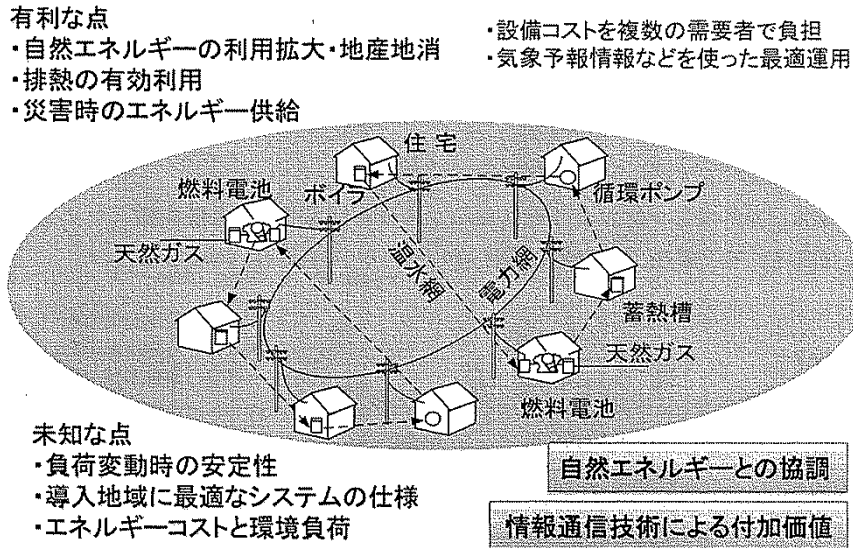 有利な点
・自然エネルギーの利用拡大・地産地消
・排熱の有効利用
・災害時のエネルギー供給
・設備コストを複数の需要者で負担
・気象予報情報などを使った最適運用
住宅
燃料電池
ボイラ
循環ポンプ
天然ガス
温水網
電力網
蓄熱槽
天然ガス
燃料電池
未知な点
・負荷変動時の安定性
・導入地域に最適なシステムの仕様
・エネルギーコストと環境負荷
自然エネルギーとの協調
情報通信技術による付加価値